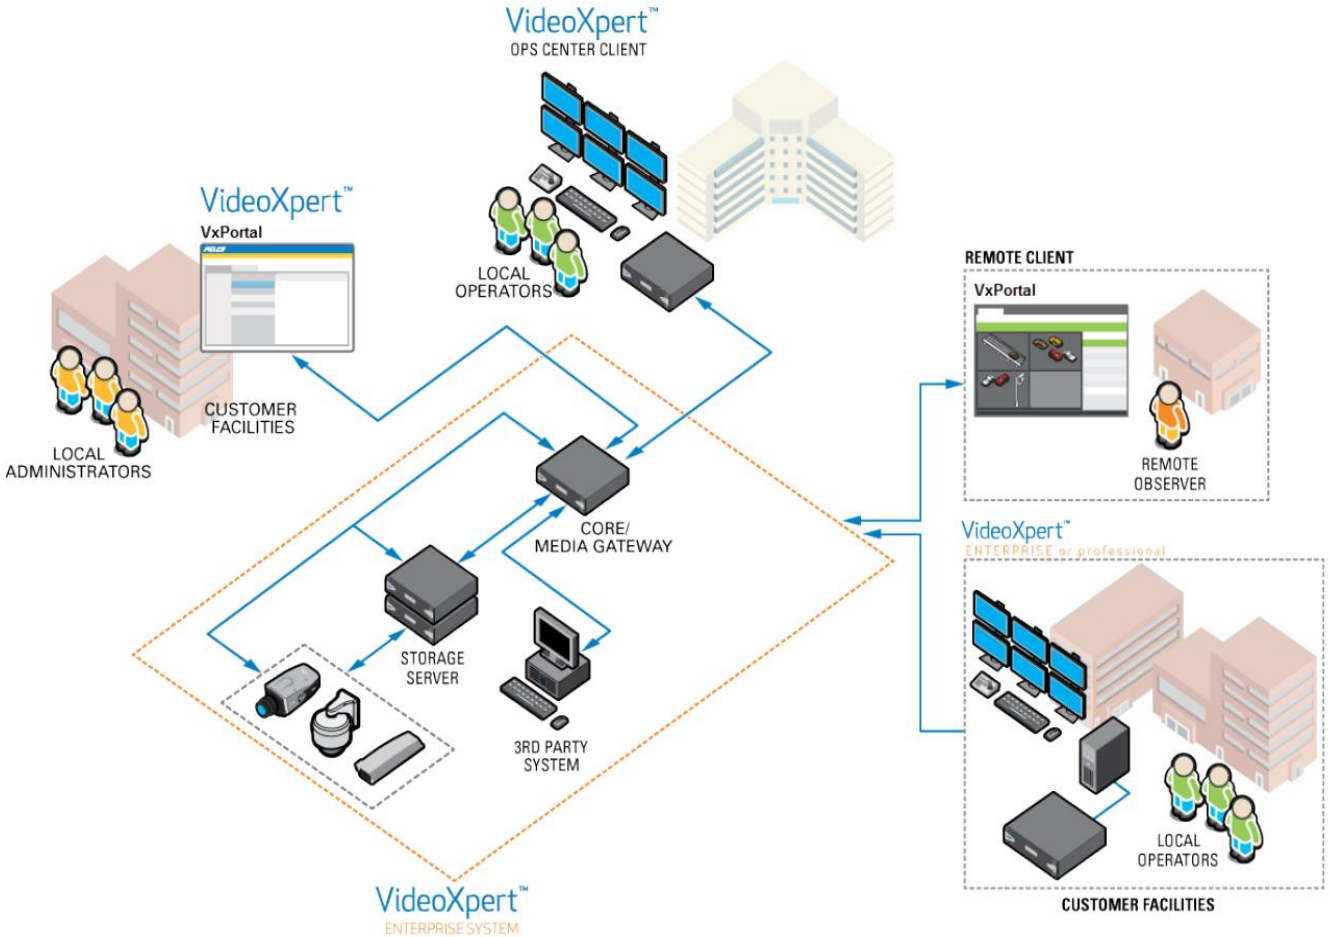 VideoXpert™
OPS CENTER CLIENT
VideoXpert™
VxPortal
PELCO
LOCAL
OPERATORS
CUSTOMER
FACILITIES
LOCAL
ADMINISTRATORS
REMOTE CLIENT
VxPortal
REMOTE
OBSERVER
CORE/
MEDIA GATEWAY
STORAGE
SERVER
3RD PARTY
SYSTEM
VideoXpert™
ENTERPRISE or professional
LOCAL
OPERATORS
CUSTOMER FACILITIES
VideoXpert™
ENTERPRISE SYSTEM